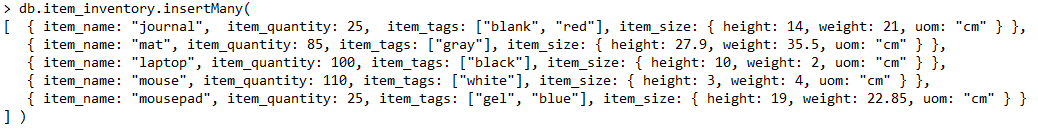 > db.item_inventory.insertMany(
[  { item_name: "journal",  item_quantity: 25,  item_tags: ["blank", "red"], item_size: { height: 14, weight: 21, uom: "cm" } },
   { item_name: "mat", item_quantity: 85, item_tags: ["gray"], item_size: { height: 27.9, weight: 35.5, uom: "cm" } },
   { item_name: "laptop", item_quantity: 100, item_tags: ["black"], item_size: { height: 10, weight: 2, uom: "cm" } },
   { item_name: "mouse", item_quantity: 110, item_tags: ["white"], item_size: { height: 3, weight: 4, uom: "cm" } },
   { item_name: "mousepad", item_quantity: 25, item_tags: ["gel", "blue"], item_size: { height: 19, weight: 22.85, uom: "cm" } }
] )